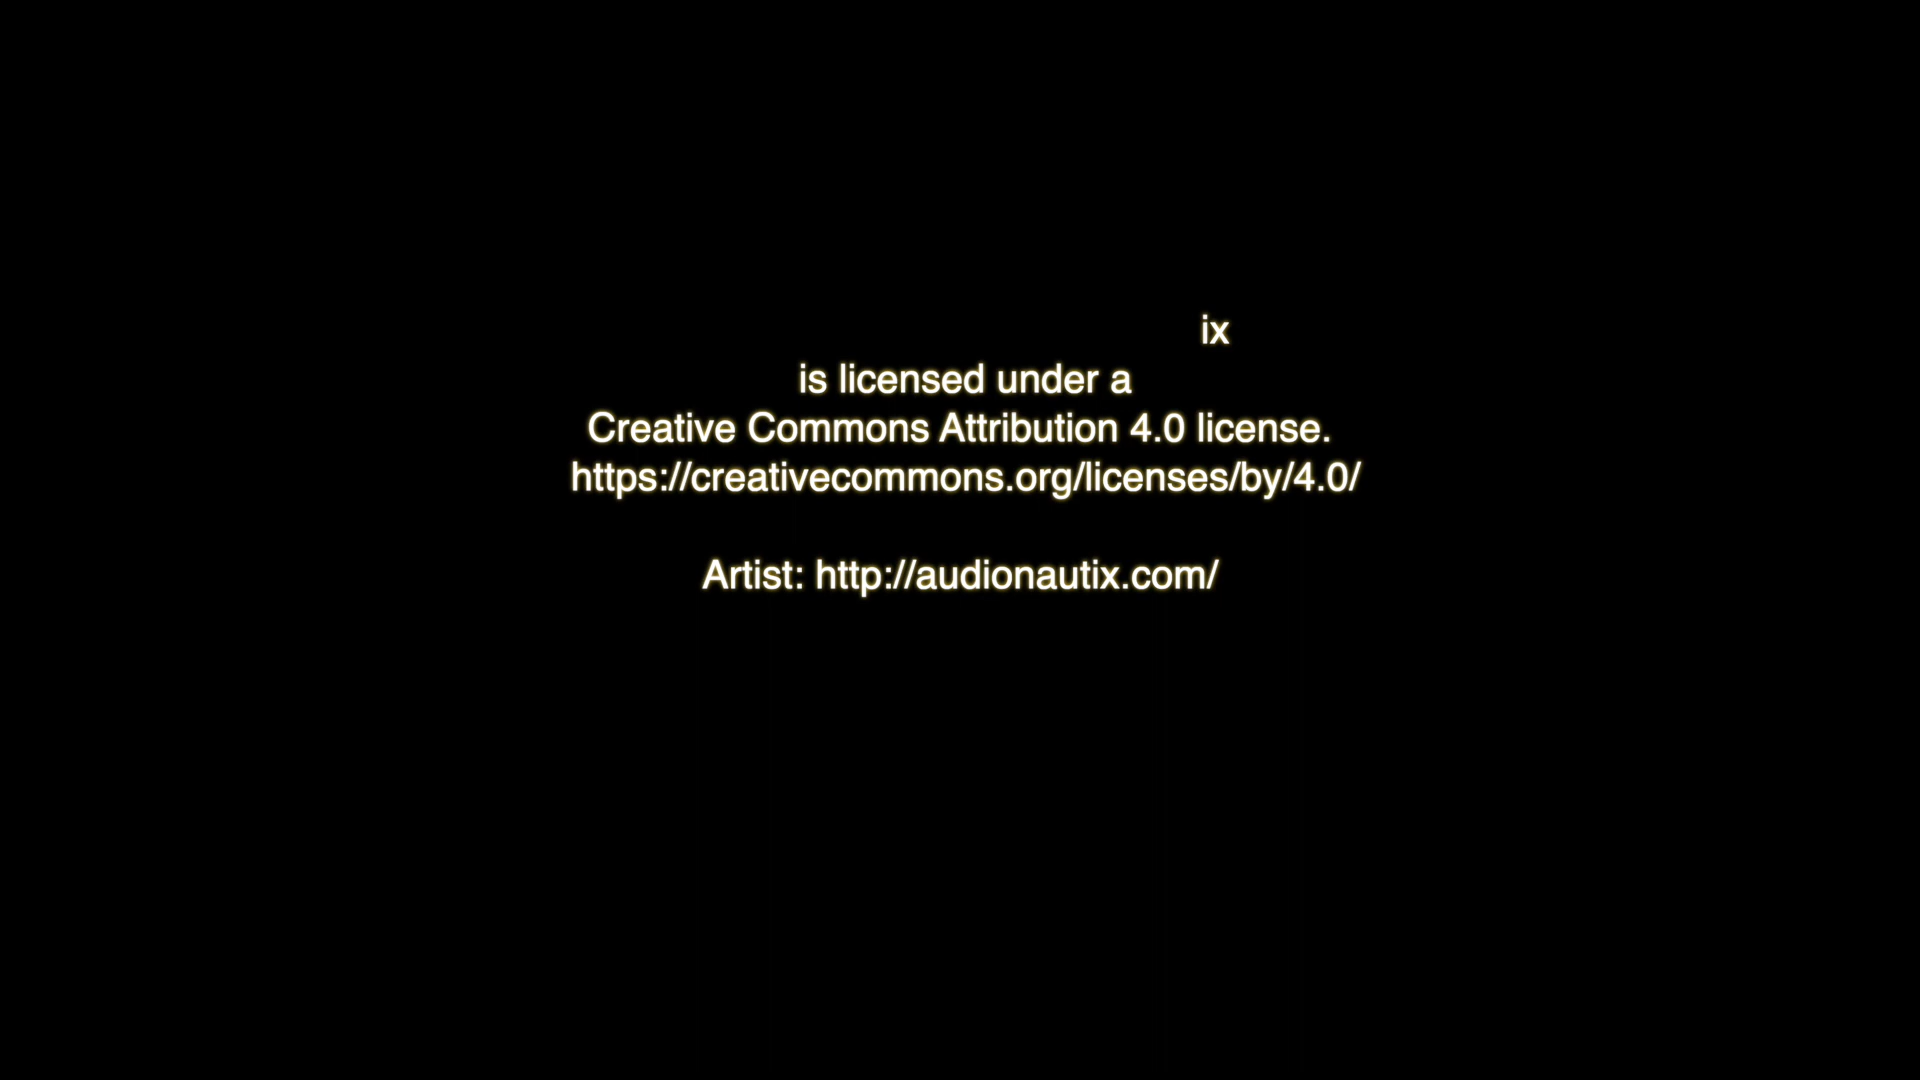 ix
is licensed under a
Creative Commons Attribution 4.0 license.
https://creativecommons.org/licenses/by/4.0/
Artist: http://audionautix.com/